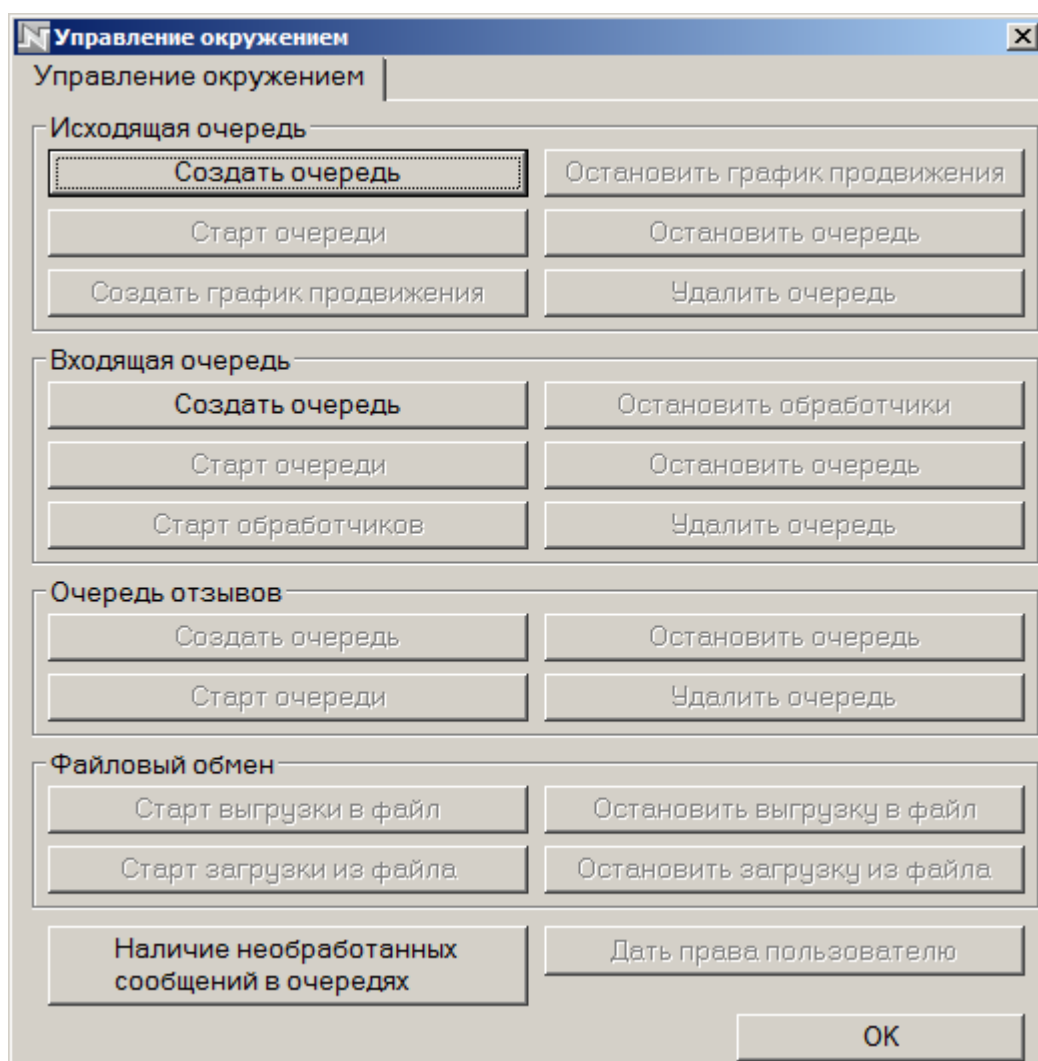 Управление окружением
Управление окружением
Исходящая очередь
Создать очередь
Остановить график продвижения
Старт очереди
Остановить очередь
Создать график продвижения
Удалить очередь
Входящая очередь
Создать очередь
Остановить обработчики
Старт очереди
Остановить очередь
Старт обработчиков
Удалить очередь
Очередь отзывов
Создать очередь
Остановить очередь
Старт очереди
Удалить очередь
Файловый обмен
Старт выгрузки в файл
Остановить выгрузку в файл
Старт загрузки из файла
Остановить загрузку из файла
Наличие необработанных
сообщений в очередях
Дать права пользователю
OK